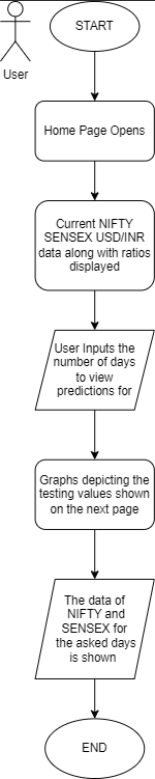 START
User
Home Page Opens
Current NIFTY
SENSEX USD/INR
data along with ratios
displayed
User Inputs the
number of days
to view
predictions for
Graphs depicting the
testing values shown
on the next page
The data of
NIFTY and
SENSEX for
the asked days
is shown
END